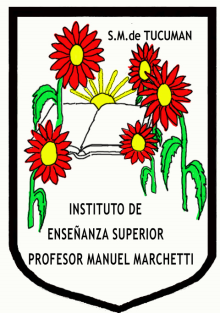 S.M.de TUCUMAN
INSTITUTO DE
ENSEÑANZA SUPERIOR
PROFESOR MANUEL MARCHETTI